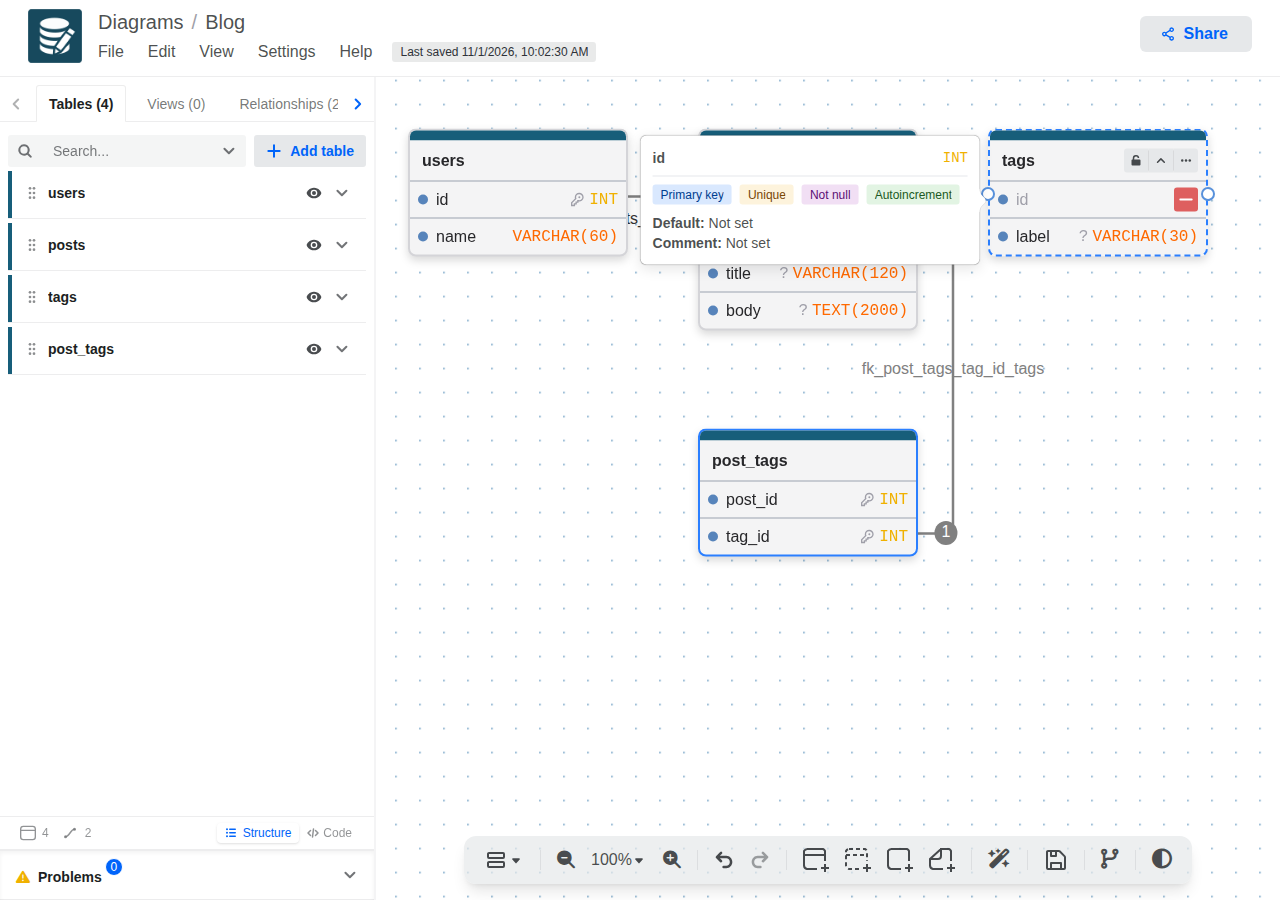 Diagrams / Blog
File Edit View Settings Help Last saved 11/1/2026, 10:02:30 AM
Share
Tables (4) Views (0) Relationships (2
Search... Add table
users
posts
tags
post_tags
4 2 Structure Code
Problems 0
users
id INT
name VARCHAR(60)
ts_
id INT
Primary key Unique Not null Autoincrement
Default: Not set
Comment: Not set
title ? VARCHAR(120)
body ? TEXT(2000)
tags
id
label ? VARCHAR(30)
fk_post_tags_tag_id_tags
post_tags
post_id INT
tag_id INT
1
100%